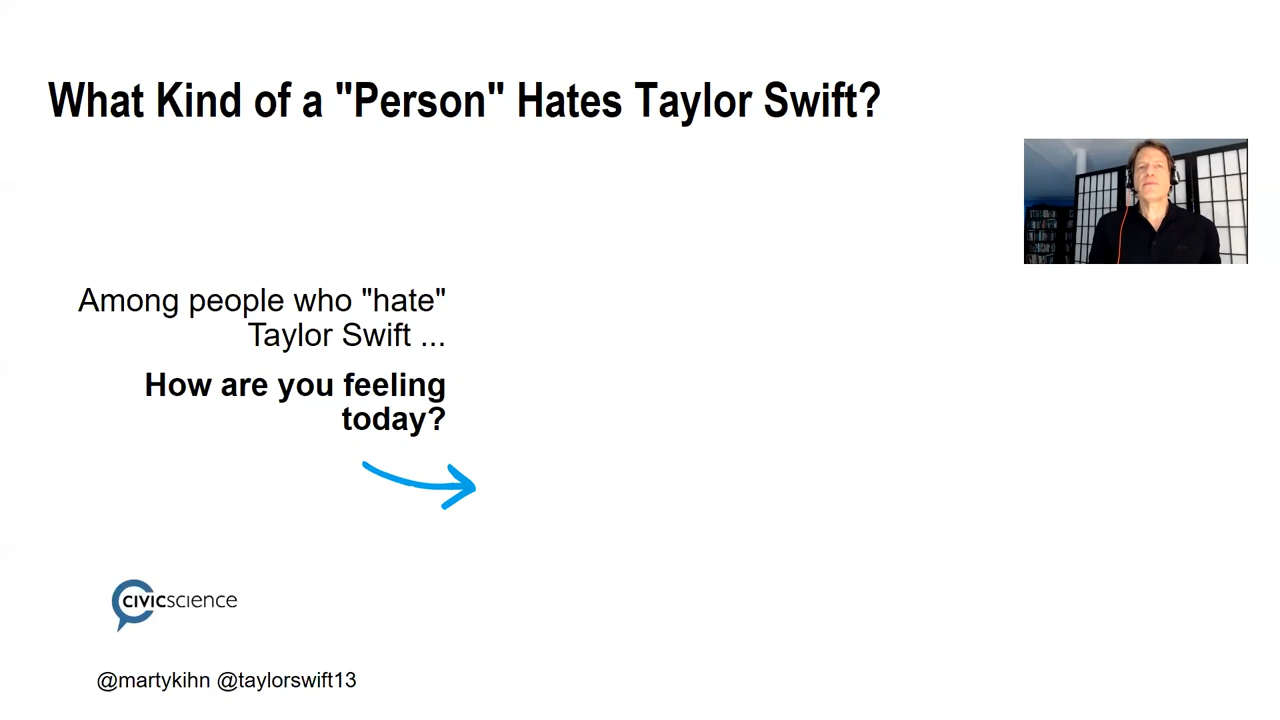 What Kind of a "Person" Hates Taylor Swift?
Among people who "hate"
Taylor Swift ...
How are you feeling
today?
CIVICSCIENCE
@martykihn @taylorswift13